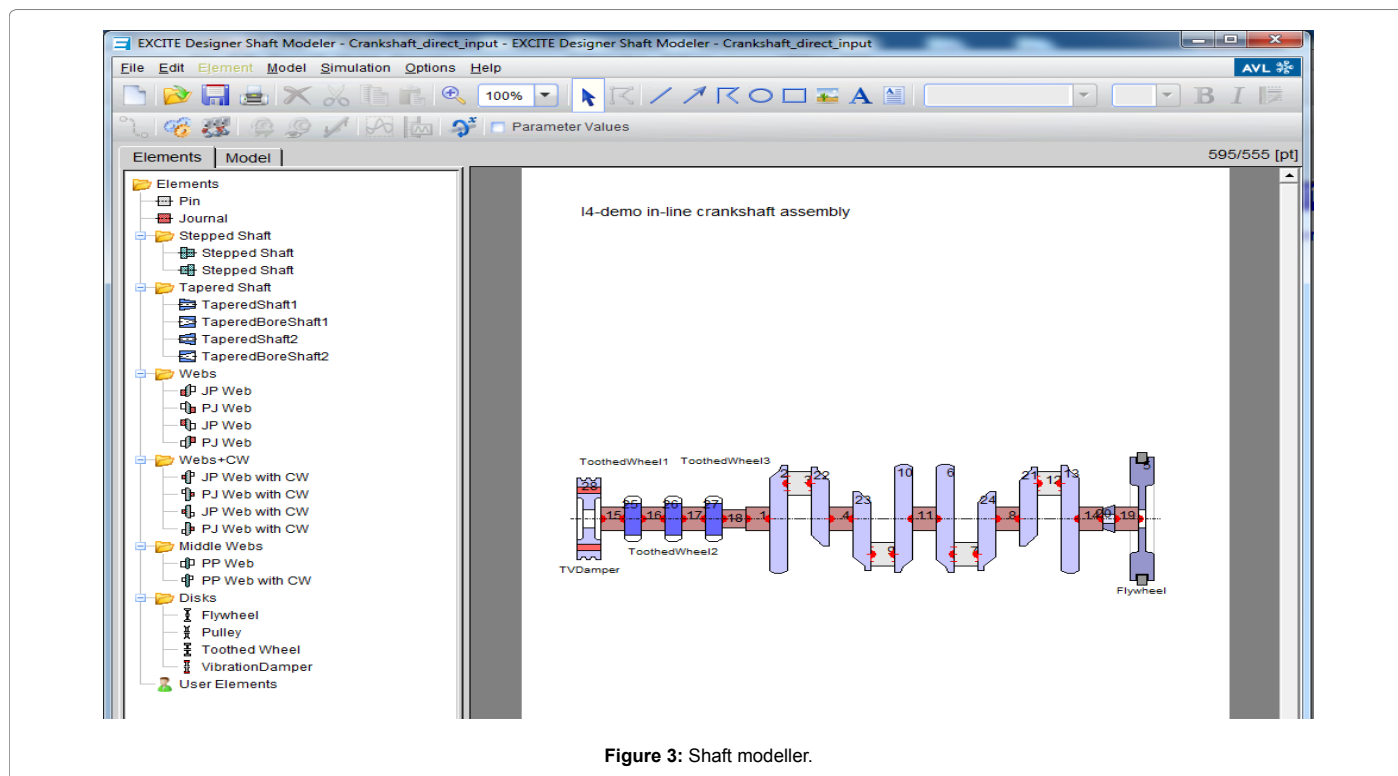 EXCITE Designer Shaft Modeler - Crankshaft_direct_input - EXCITE Designer Shaft Modeler - Crankshaft_direct_input
File Edit Element Model Simulation Options Help
AVL
100% A B I
Parameter Values
Elements Model
595/555 [pt]
Elements
Pin
Journal
Stepped Shaft
Stepped Shaft
Stepped Shaft
Tapered Shaft
TaperedShaft1
TaperedBoreShaft1
TaperedShaft2
TaperedBoreShaft2
Webs
JP Web
PJ Web
JP Web
PJ Web
Webs+CW
JP Web with CW
PJ Web with CW
JP Web with CW
PJ Web with CW
Middle Webs
PP Web
PP Web with CW
Disks
Flywheel
Pulley
Toothed Wheel
VibrationDamper
User Elements
I4-demo in-line crankshaft assembly
ToothedWheel1 ToothedWheel3
2 3 22 10 6 21 12 13 5
28 25 26 27 23 24
15 16 17 18 1 4 11 8 14 20 19
9 7
ToothedWheel2
TVDamper
Flywheel
Figure 3: Shaft modeller.